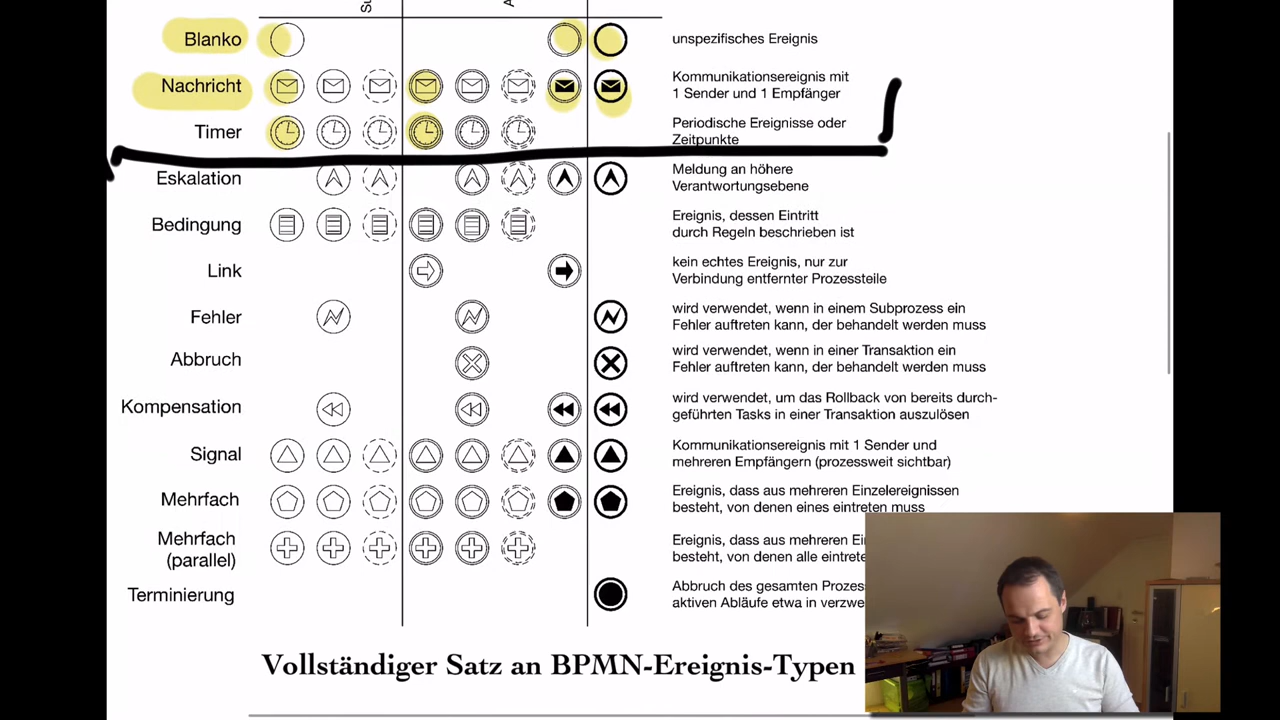 Blanko
unspezifisches Ereignis
Nachricht
Kommunikationsereignis mit
1 Sender und 1 Empfänger
Timer
Periodische Ereignisse oder
Zeitpunkte
Eskalation
Meldung an höhere
Verantwortungsebene
Bedingung
Ereignis, dessen Eintritt
durch Regeln beschrieben ist
Link
kein echtes Ereignis, nur zur
Verbindung entfernter Prozessteile
Fehler
wird verwendet, wenn in einem Subprozess ein
Fehler auftreten kann, der behandelt werden muss
Abbruch
wird verwendet, wenn in einer Transaktion ein
Fehler auftreten kann, der behandelt werden muss
Kompensation
wird verwendet, um das Rollback von bereits durch-
geführten Tasks in einer Transaktion auszulösen
Signal
Kommunikationsereignis mit 1 Sender und
mehreren Empfängern (prozessweit sichtbar)
Mehrfach
Ereignis, dass aus mehreren Einzelereignissen
besteht, von denen eines eintreten muss
Mehrfach
(parallel)
Ereignis, dass aus mehreren
besteht, von denen alle
Terminierung
Abbruch des gesamten
aktiven Abläufe etwa in
Vollständiger Satz an BPMN-Ereignis-Typen